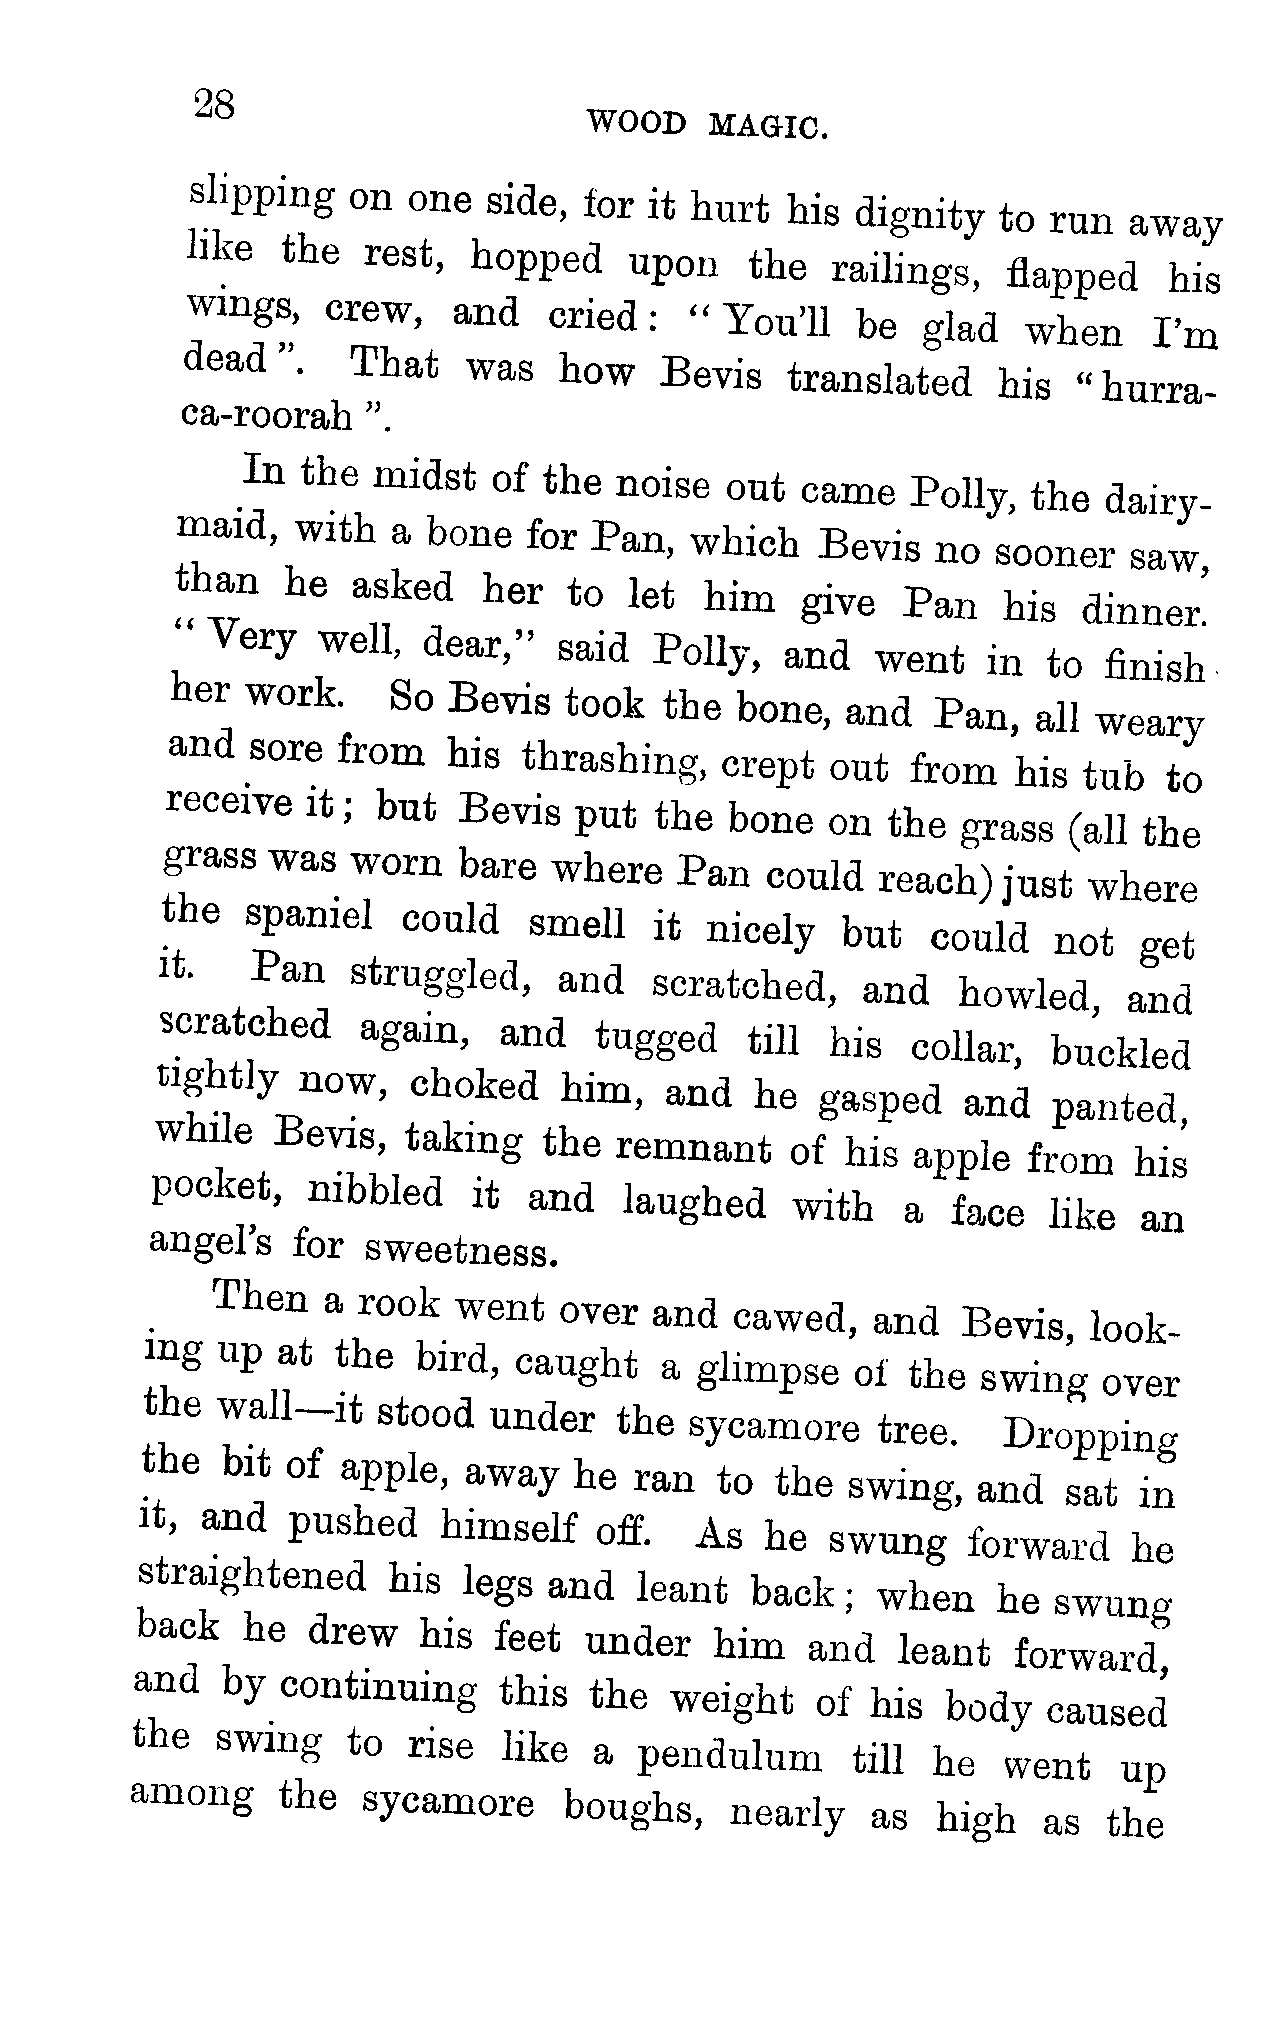 28
WOOD MAGIC.
slipping on one side, for it hurt his dignity to run away
like the rest, hopped upon the railings, flapped his
wings, crew, and cried: "You'll be glad when I'm
dead". That was how Bevis translated his "hurra-
ca-roorah".
In the midst of the noise out came Polly, the dairy-
maid, with a bone for Pan, which Bevis no sooner saw,
than he asked her to let him give Pan his dinner.
"Very well, dear," said Polly, and went in to finish
her work. So Bevis took the bone, and Pan, all weary
and sore from his thrashing, crept out from his tub to
receive it; but Bevis put the bone on the grass (all the
grass was worn bare where Pan could reach) just where
the spaniel could smell it nicely but could not get
it. Pan struggled, and scratched, and howled, and
scratched again, and tugged till his collar, buckled
tightly now, choked him, and he gasped and panted,
while Bevis, taking the remnant of his apple from his
pocket, nibbled it and laughed with a face like an
angel's for sweetness.
Then a rook went over and cawed, and Bevis, look-
ing up at the bird, caught a glimpse of the swing over
the wall—it stood under the sycamore tree. Dropping
the bit of apple, away he ran to the swing, and sat in
it, and pushed himself off. As he swung forward he
straightened his legs and leant back; when he swung
back he drew his feet under him and leant forward,
and by continuing this the weight of his body caused
the swing to rise like a pendulum till he went up
among the sycamore boughs, nearly as high as the